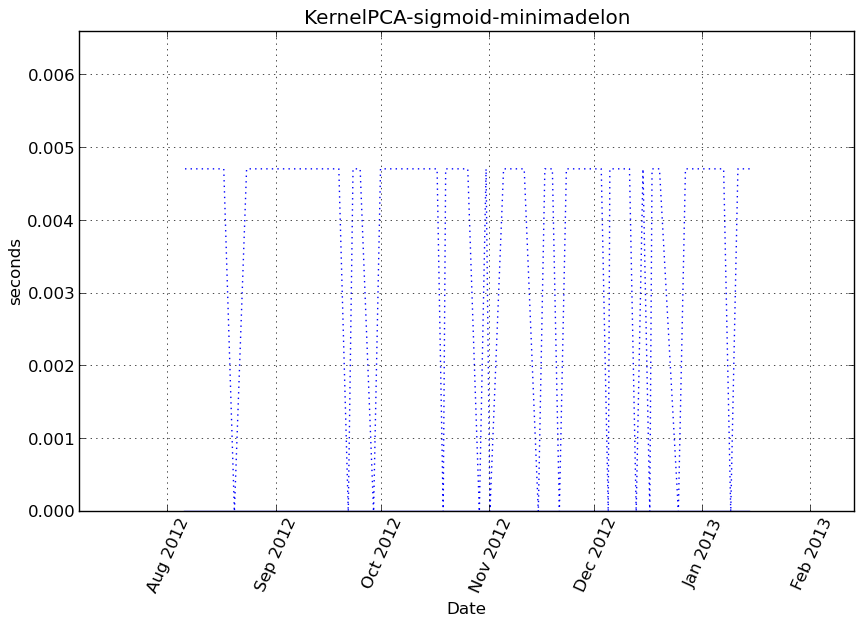 KernelPCA-sigmoid-minimadelon
0.006
0.005
0.004
0.003
0.002
0.001
0.000
seconds
Aug 2012
Sep 2012
Oct 2012
Nov 2012
Dec 2012
Jan 2013
Feb 2013
Date